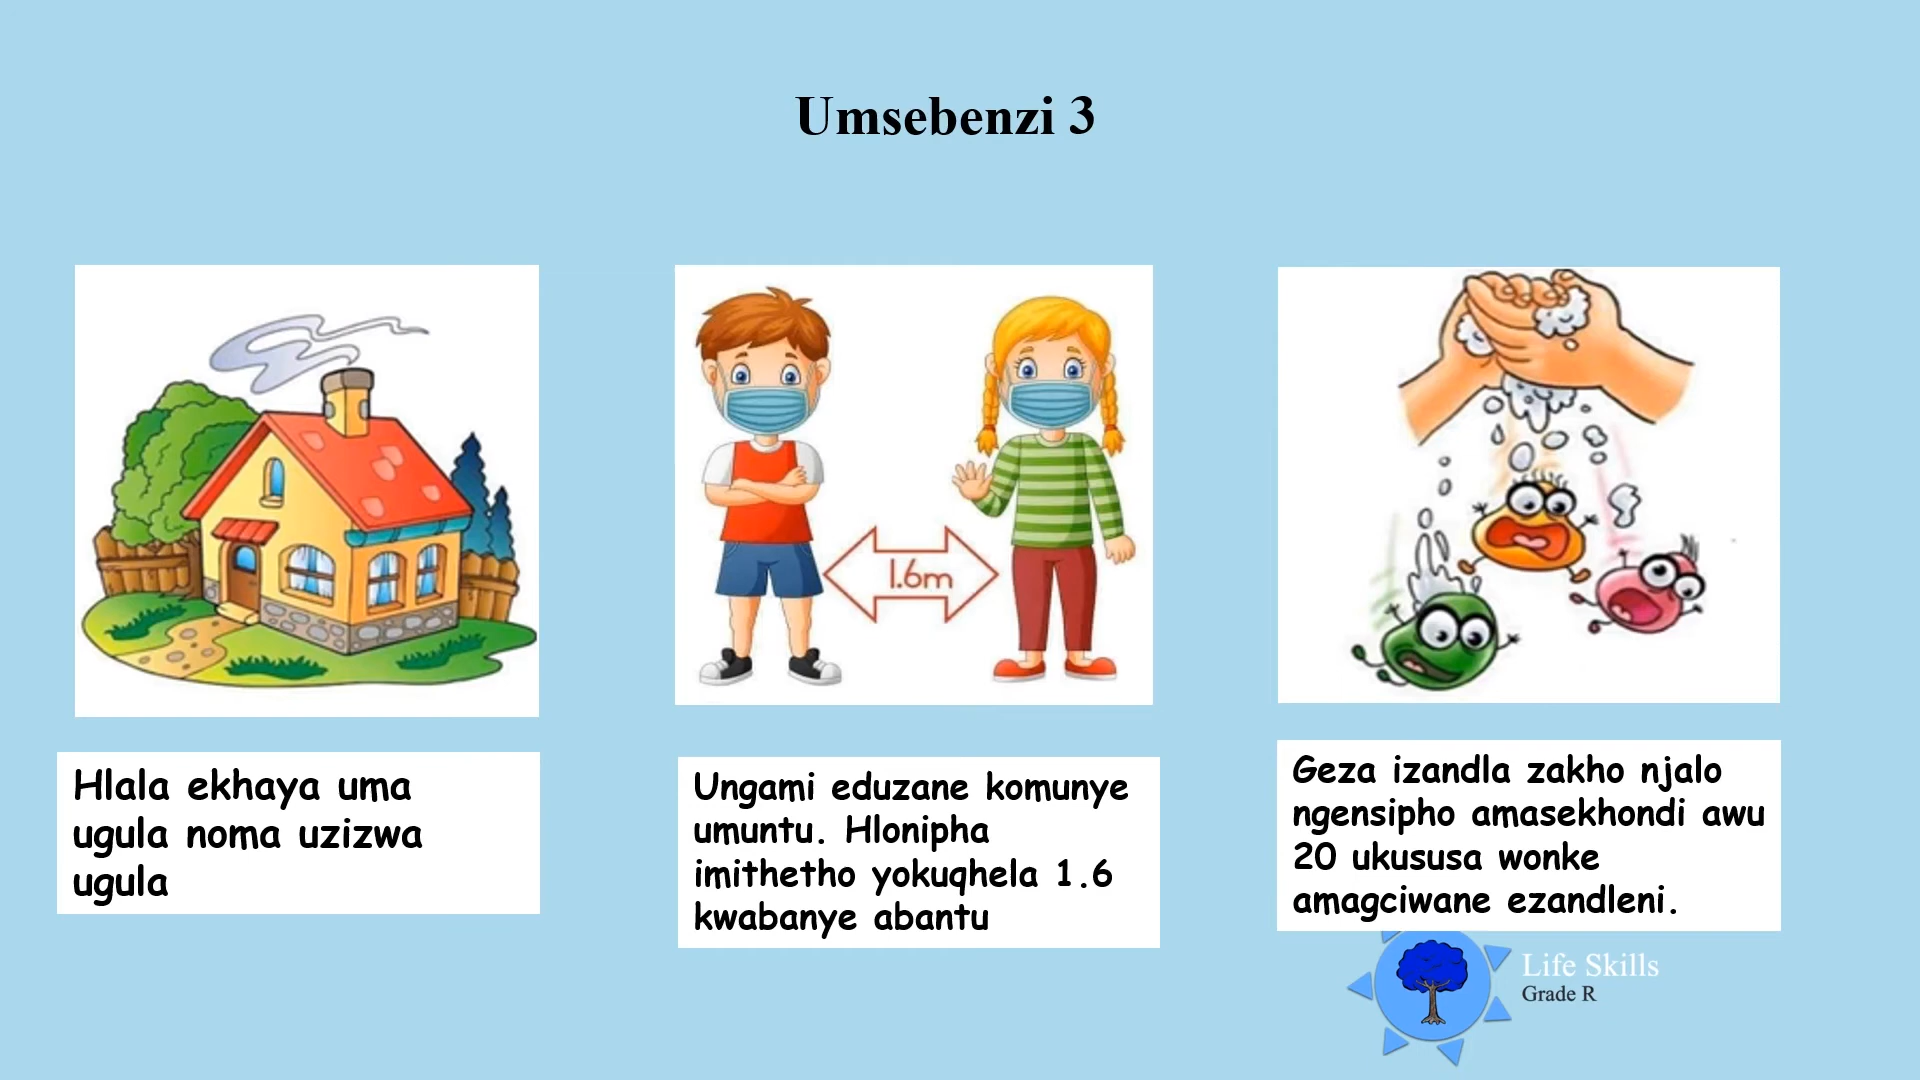 Umsebenzi 3
1.6m
Hlala ekhaya uma
ugula noma uzizwa
ugula
Ungami eduzane komunye
umuntu. Hlonipha
imithetho yokuqhela 1.6
kwabanye abantu
Geza izandla zakho njalo
ngensipho amasekhondi awu
20 ukususa wonke
amagciwane ezandleni.
Life Skills
Grade R